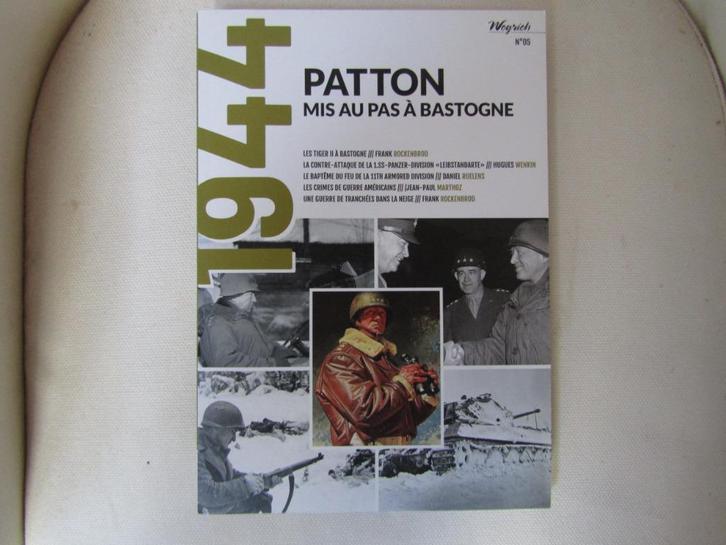 Weyrich
N°05
1944
PATTON
MIS AU PAS À BASTOGNE
LES TIGER II À BASTOGNE /// FRANK ROCKENBROD
LA CONTRE-ATTAQUE DE LA 1.SS-PANZER-DIVISION «LEIBSTANDARTE» /// HUGUES WENKIN
LE BAPTÊME DU FEU DE LA 11TH ARMORED DIVISION /// DANIEL RUELENS
LES CRIMES DE GUERRE AMÉRICAINS /// JEAN-PAUL MARTHOZ
UNE GUERRE DE TRANCHÉES DANS LA NEIGE /// FRANK ROCKENBROD